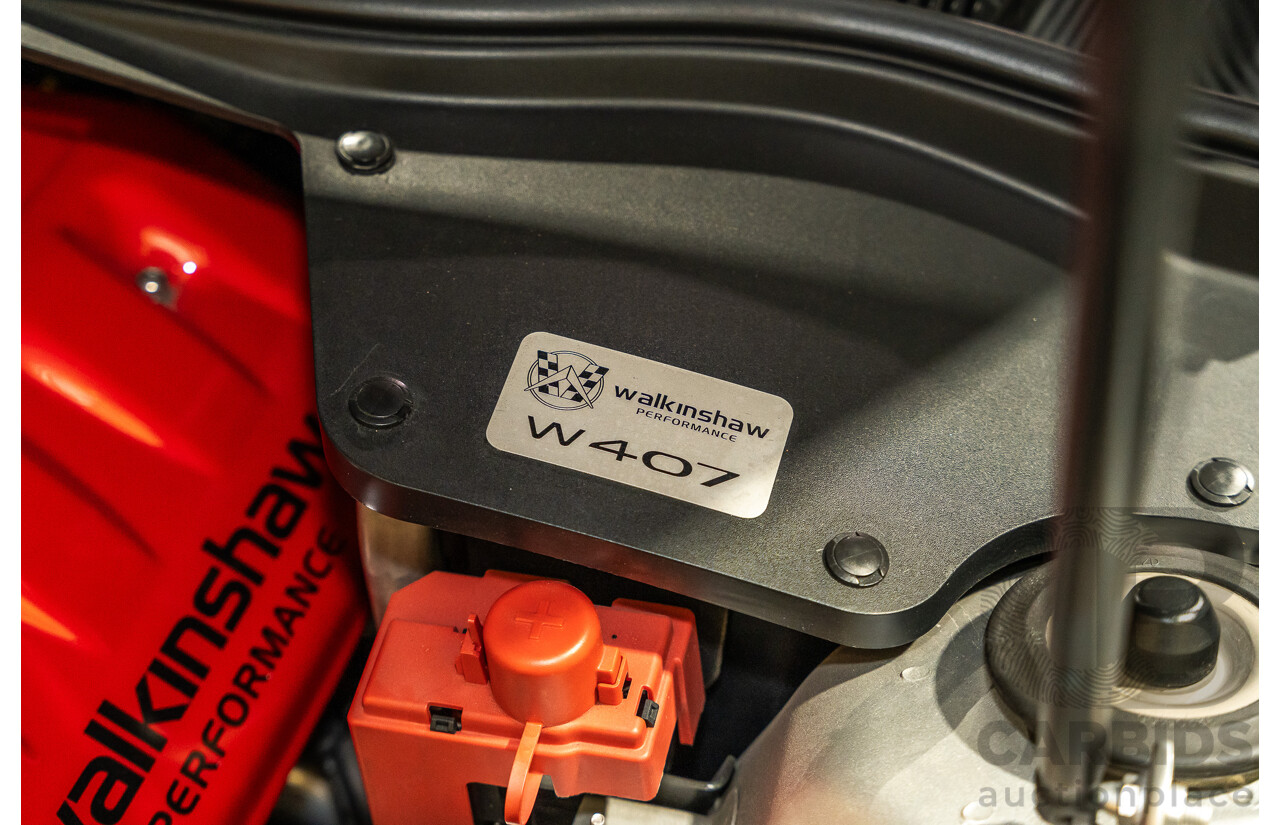 walkinshaw
PERFORMANCE
W407
walkinshaw
PERFORMANCE
CARBIDS
auctionplace